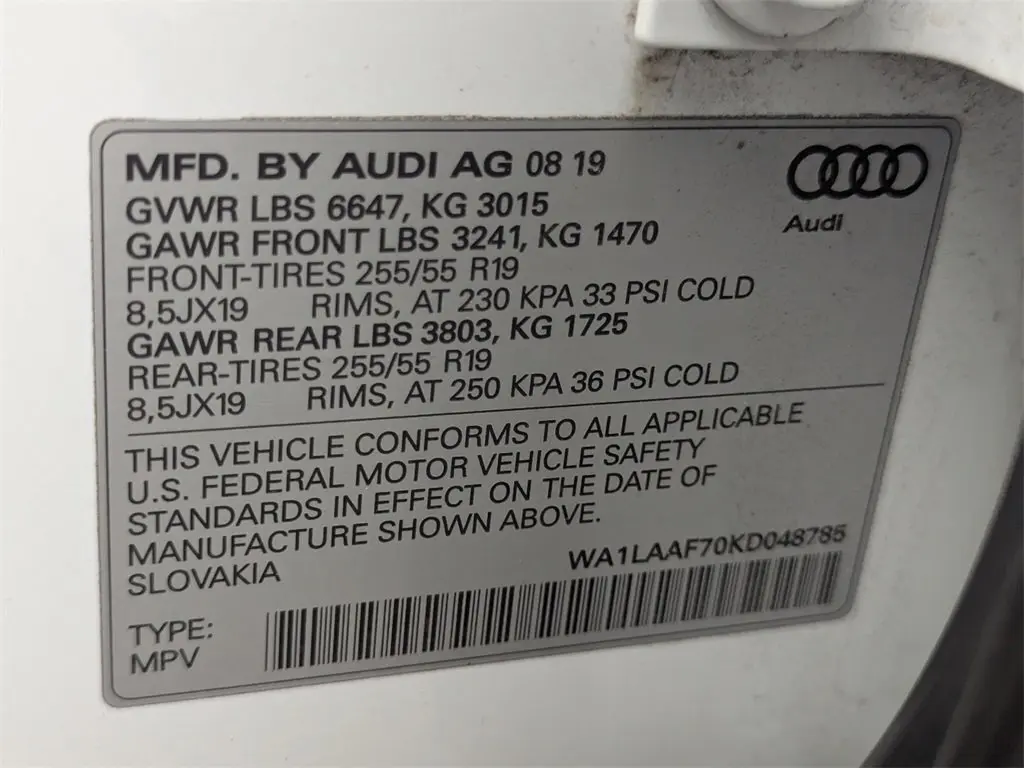 MFD. BY AUDI AG 08 19
GVWR LBS 6647, KG 3015
GAWR FRONT LBS 3241, KG 1470
FRONT-TIRES 255/55 R19
8,5JX19 RIMS, AT 230 KPA 33 PSI COLD
GAWR REAR LBS 3803, KG 1725
REAR-TIRES 255/55 R19
8,5JX19 RIMS, AT 250 KPA 36 PSI COLD
Audi
THIS VEHICLE CONFORMS TO ALL APPLICABLE
U.S. FEDERAL MOTOR VEHICLE SAFETY
STANDARDS IN EFFECT ON THE DATE OF
MANUFACTURE SHOWN ABOVE.
SLOVAKIA
WA1LAAF70KD048785
TYPE:
MPV